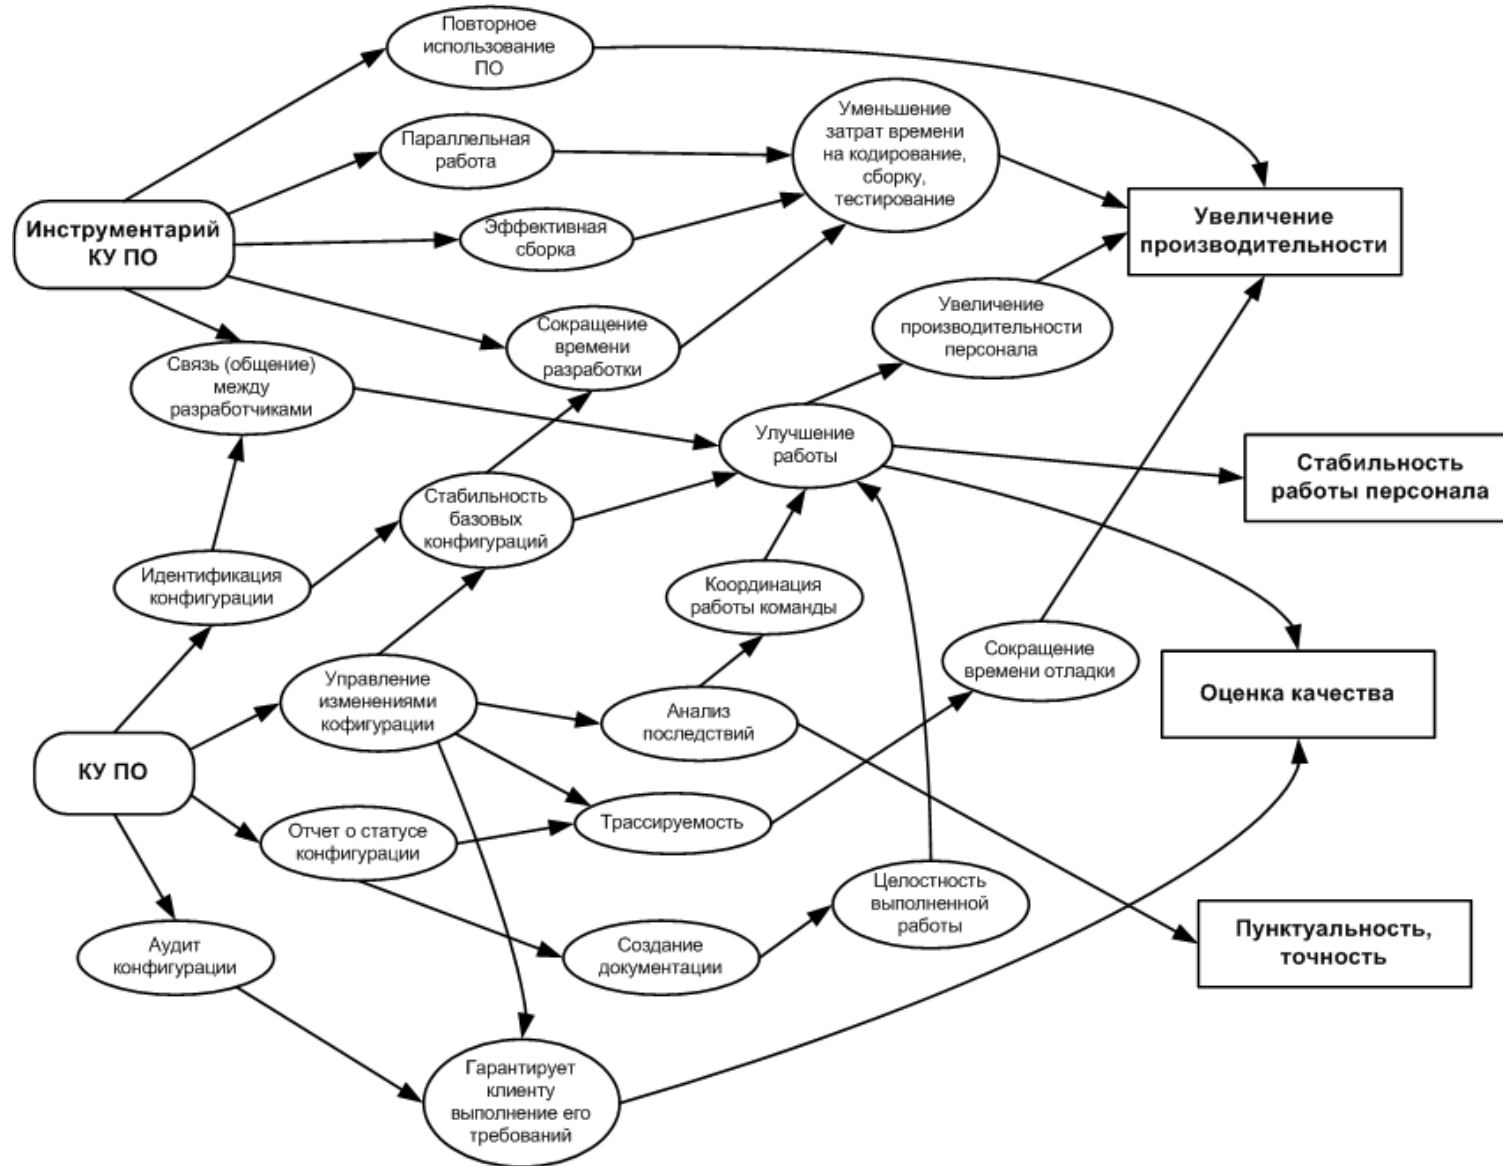 Повторное
использование
ПО
Параллельная
работа
Уменьшение
затрат времени
на кодирование,
сборку,
тестирование
Инструментарий
КУ ПО
Эффективная
сборка
Увеличение
производительности
Увеличение
производительности
персонала
Сокращение
времени
разработки
Связь (общение)
между
разработчиками
Улучшение
работы
Стабильность
работы персонала
Стабильность
базовых
конфигураций
Идентификация
конфигурации
Координация
работы команды
Сокращение
времени отладки
Управление
изменениями
кофигурации
Анализ
последствий
Оценка качества
КУ ПО
Отчет о статусе
конфигурации
Трассируемость
Целостность
выполненной
работы
Пунктуальность,
точность
Аудит
конфигурации
Создание
документации
Гарантирует
клиенту
выполнение его
требований